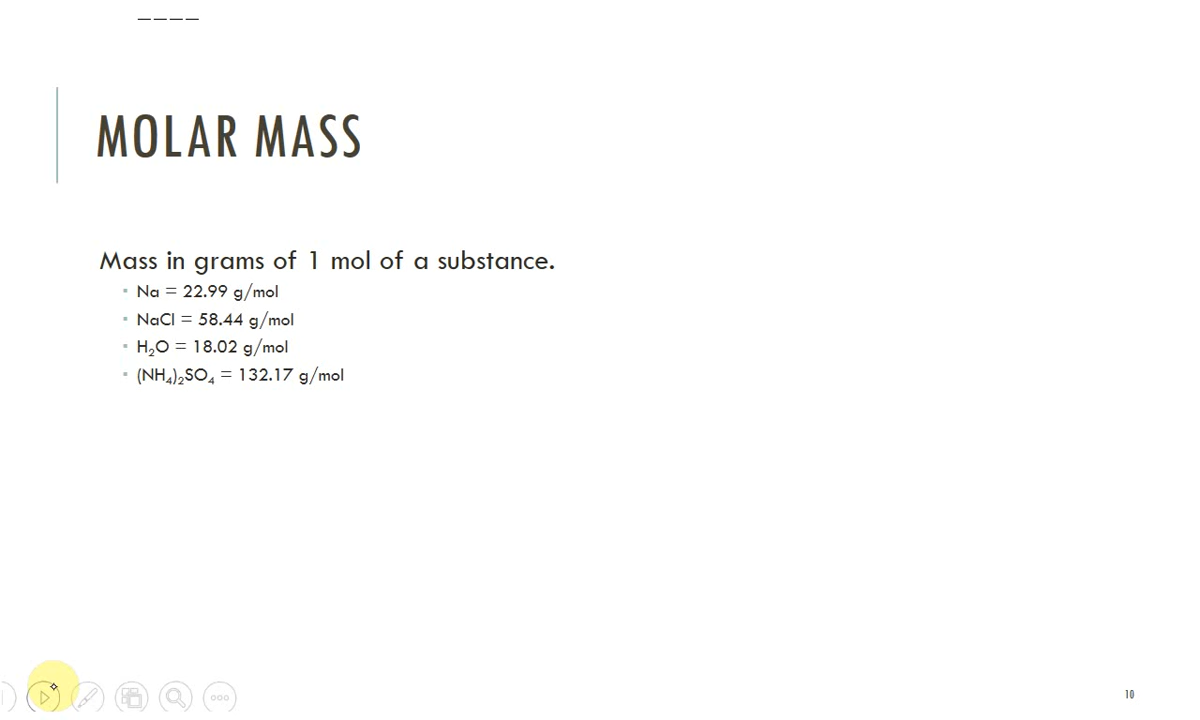 MOLAR MASS
Mass in grams of 1 mol of a substance.
▪ Na = 22.99 g/mol
▪ NaCl = 58.44 g/mol
▪ H₂O = 18.02 g/mol
▪ (NH₄)₂SO₄ = 132.17 g/mol
10